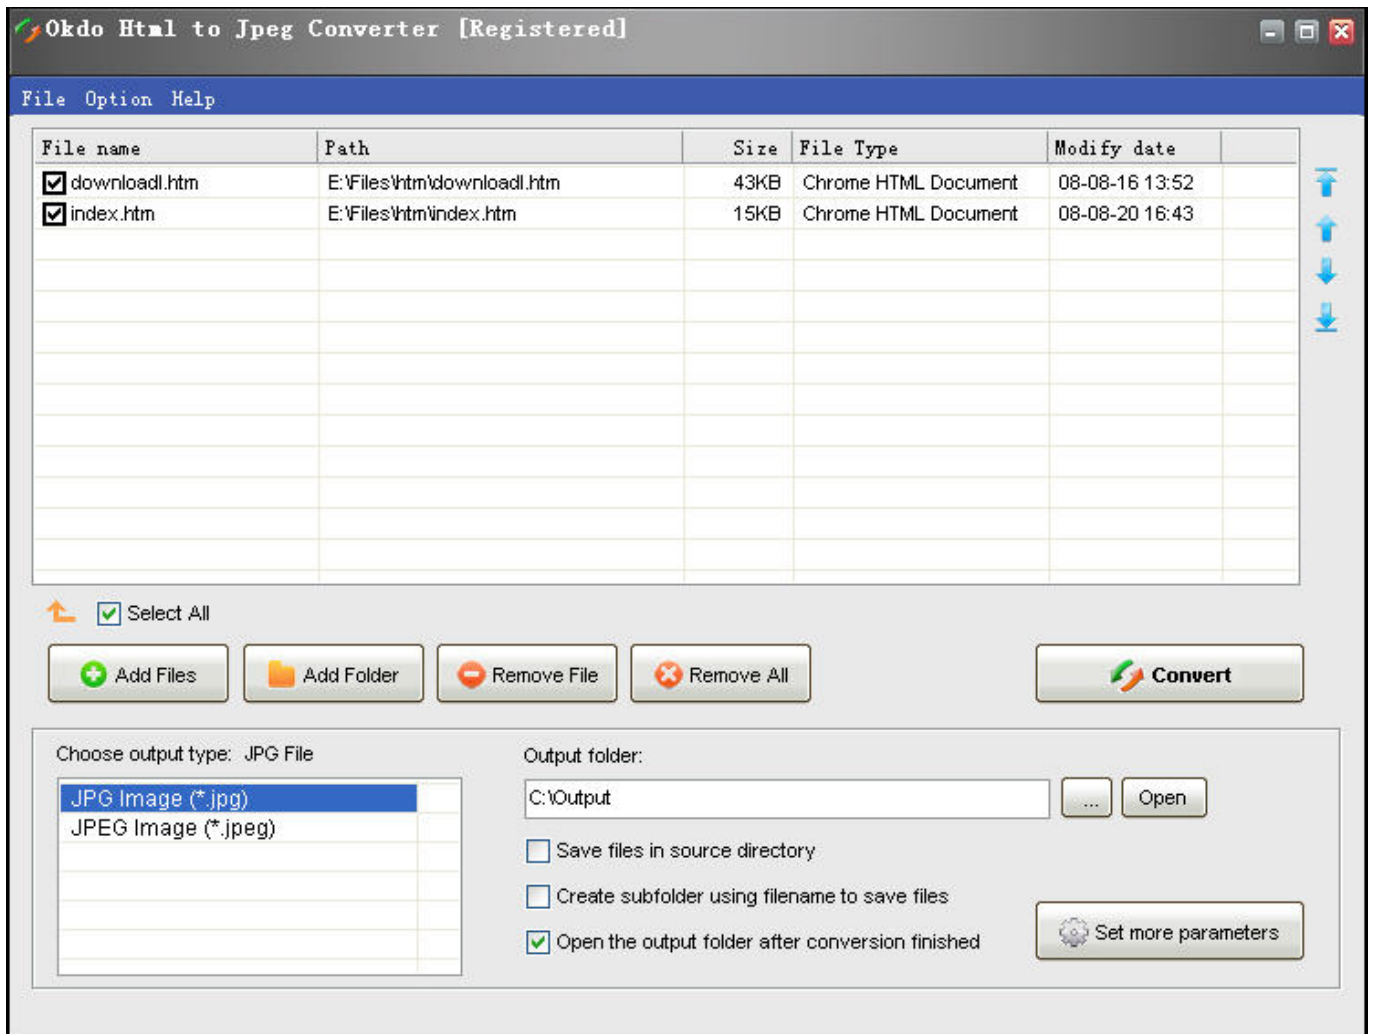 Okdo Html to Jpeg Converter [Registered]
File Option Help
File name Path Size File Type Modify date
downloadl.htm E:\Files\htm\downloadl.htm 43KB Chrome HTML Document 08-08-16 13:52
index.htm E:\Files\htm\index.htm 15KB Chrome HTML Document 08-08-20 16:43
Select All
Add Files Add Folder Remove File Remove All Convert
Choose output type: JPG File Output folder:
JPG Image (*.jpg) C:\Output ... Open
JPEG Image (*.jpeg)
Save files in source directory
Create subfolder using filename to save files
Open the output folder after conversion finished Set more parameters